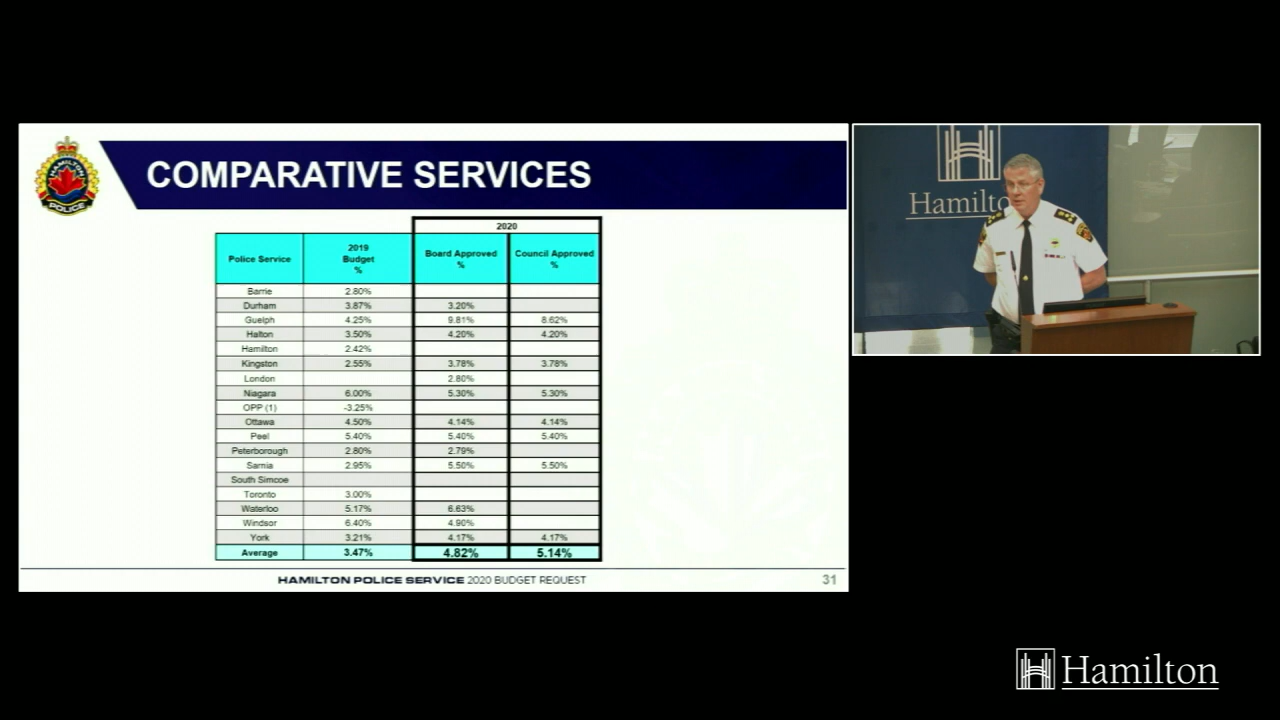 HAMILTON
POLICE
COMPARATIVE SERVICES
2020
Police Service 2019 Budget % Board Approved % Council Approved %
Barrie 2.80%
Durham 3.87% 3.20%
Guelph 4.25% 9.81% 8.62%
Halton 3.50% 4.20% 4.20%
Hamilton 2.42%
Kingston 2.55% 3.78% 3.78%
London 2.80%
Niagara 6.00% 5.30% 5.30%
OPP (1) -3.25%
Ottawa 4.50% 4.14% 4.14%
Peel 5.40% 5.40% 5.40%
Peterborough 2.80% 2.79%
Sarnia 2.95% 5.50% 5.50%
South Simcoe
Toronto 3.00%
Waterloo 5.17% 6.63%
Windsor 6.40% 4.90%
York 3.21% 4.17% 4.17%
Average 3.47% 4.82% 5.14%
HAMILTON POLICE SERVICE 2020 BUDGET REQUEST
31
Hamilto
Hamilton